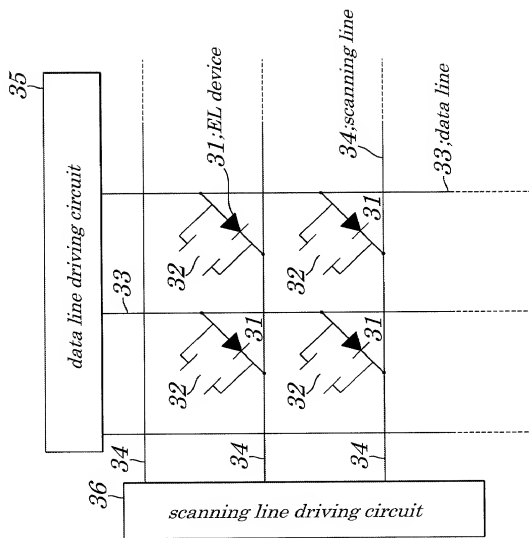 35
data line driving circuit
33
34
36
scanning line driving circuit
34
34
32
31
32
31;EL device
32
31
32
31
34;scanning line
33;data line